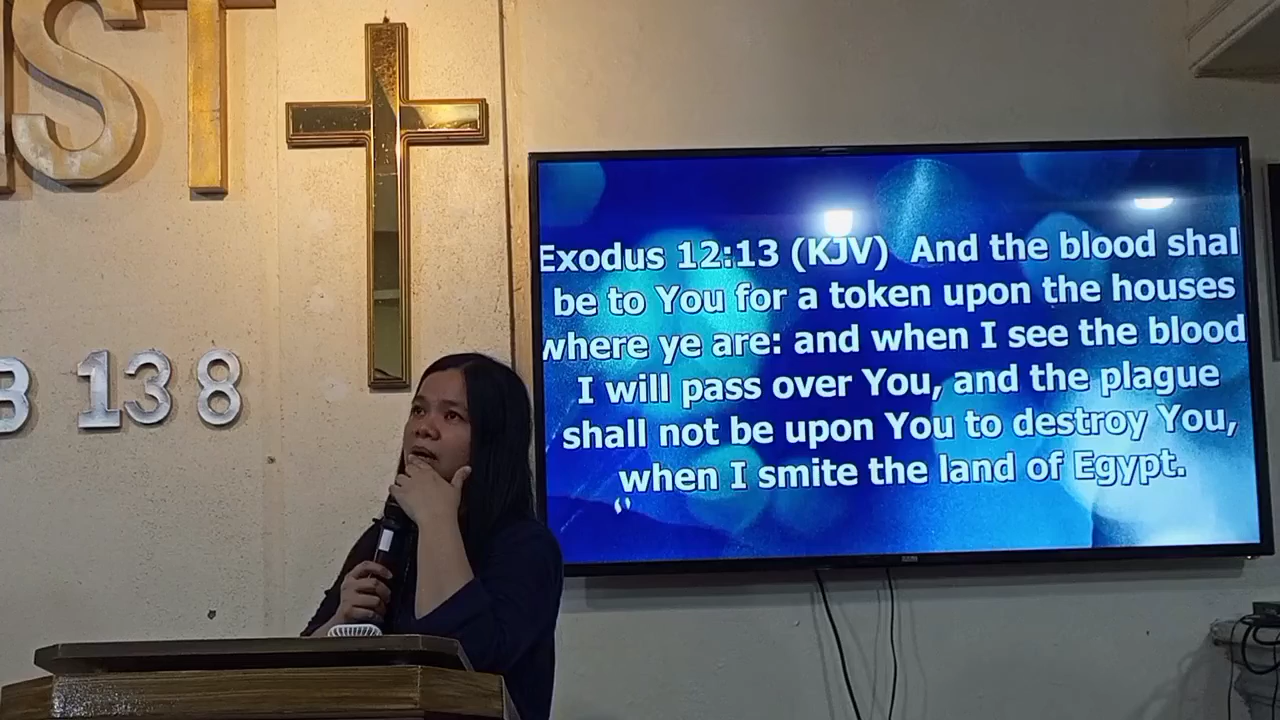 IST
B 138
Exodus 12:13 (KJV) And the blood shal
be to You for a token upon the houses
where ye are: and when I see the blood
I will pass over You, and the plague
shall not be upon You to destroy You,
when I smite the land of Egypt.